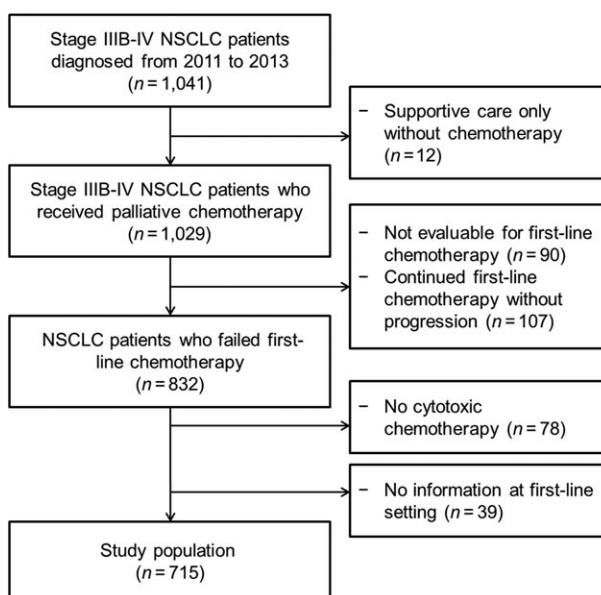 Stage IIIB-IV NSCLC patients
diagnosed from 2011 to 2013
(n = 1,041)
− Supportive care only
without chemotherapy
(n = 12)
Stage IIIB-IV NSCLC patients who
received palliative chemotherapy
(n = 1,029)
− Not evaluable for first-line
chemotherapy (n = 90)
− Continued first-line
chemotherapy without
progression (n = 107)
NSCLC patients who failed first-
line chemotherapy
(n = 832)
− No cytotoxic
chemotherapy (n = 78)
− No information at first-line
setting (n = 39)
Study population
(n = 715)